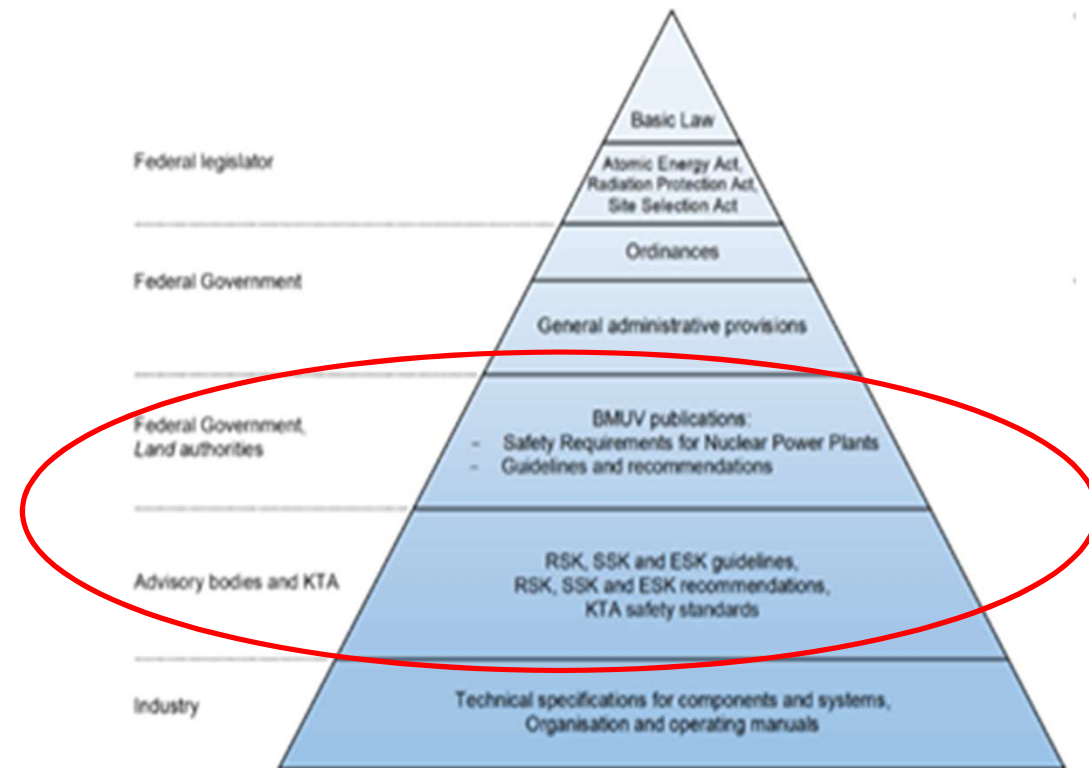 Basic Law
Federal legislator
Atomic Energy Act,
Radiation Protection Act,
Site Selection Act
Ordinances
Federal Government
General administrative provisions
Federal Government,
Land authorities
BMUV publications:
- Safety Requirements for Nuclear Power Plants
- Guidelines and recommendations
Advisory bodies and KTA
RSK, SSK and ESK guidelines,
RSK, SSK and ESK recommendations,
KTA safety standards
Industry
Technical specifications for components and systems,
Organisation and operating manuals